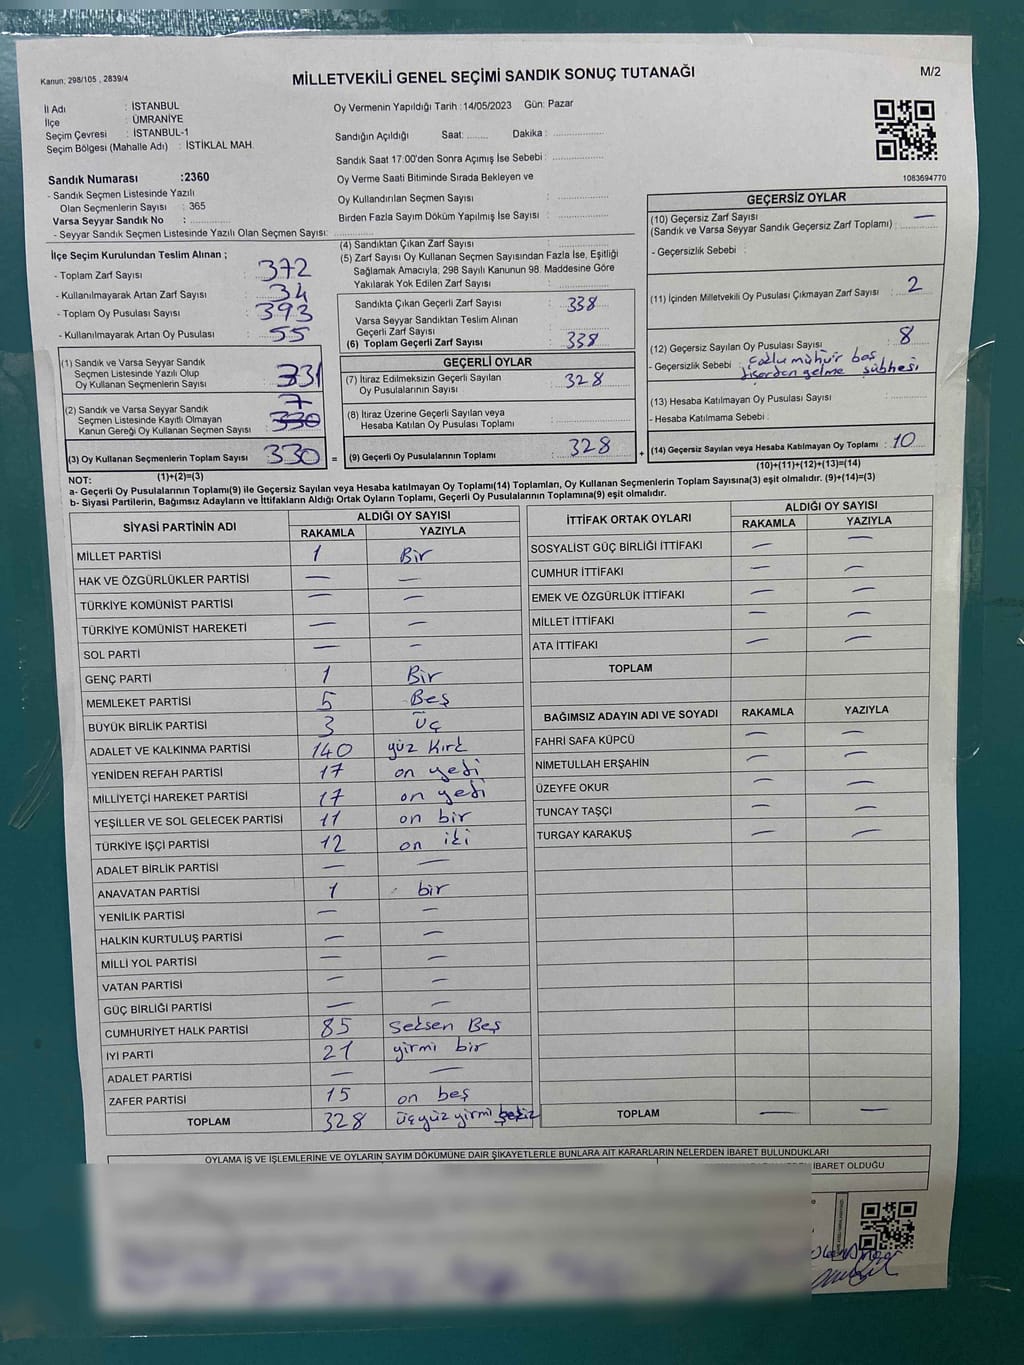 Kanun; 298/105 , 2839/4
MİLLETVEKİLİ GENEL SEÇİMİ SANDIK SONUÇ TUTANAĞI
M/2
İl Adı : İSTANBUL
İlçe : ÜMRANİYE
Seçim Çevresi : İSTANBUL-1
Seçim Bölgesi (Mahalle Adı) : İSTİKLAL MAH.
Oy Vermenin Yapıldığı Tarih :14/05/2023 Gün: Pazar
Sandığın Açıldığı Saat: ........ Dakika : ....................
Sandık Saat 17:00'den Sonra Açımış İse Sebebi : ....................
Oy Verme Saati Bitiminde Sırada Bekleyen ve
Oy Kullandırılan Seçmen Sayısı : ....................
Birden Fazla Sayım Döküm Yapılmış İse Sayısı : ....................
1083694770
Sandık Numarası :2360
- Sandık Seçmen Listesinde Yazılı
Olan Seçmenlerin Sayısı : 365
Varsa Seyyar Sandık No : ................
- Seyyar Sandık Seçmen Listesinde Yazılı Olan Seçmen Sayısı: ....................
İlçe Seçim Kurulundan Teslim Alınan ;
- Toplam Zarf Sayısı : 372
- Kullanılmayarak Artan Zarf Sayısı : 34
- Toplam Oy Pusulası Sayısı : 393
- Kullanılmayarak Artan Oy Pusulası : 55
(1) Sandık ve Varsa Seyyar Sandık
Seçmen Listesinde Yazılı Olup
Oy Kullanan Seçmenlerin Sayısı : 331
(2) Sandık ve Varsa Seyyar Sandık
Seçmen Listesinde Kayıtlı Olmayan
Kanun Gereği Oy Kullanan Seçmen Sayısı : 7 330
(3) Oy Kullanan Seçmenlerin Toplam Sayısı : 330 =
(1)+(2)=(3)
(4) Sandıktan Çıkan Zarf Sayısı : ....................
(5) Zarf Sayısı Oy Kullanan Seçmen Sayısından Fazla İse, Eşitliği
Sağlamak Amacıyla, 298 Sayılı Kanunun 98. Maddesine Göre
Yakılarak Yok Edilen Zarf Sayısı : ....................
Sandıkta Çıkan Geçerli Zarf Sayısı : 338
Varsa Seyyar Sandıktan Teslim Alınan
Geçerli Zarf Sayısı : ....................
(6) Toplam Geçerli Zarf Sayısı : 338
GEÇERLİ OYLAR
(7) İtiraz Edilmeksizin Geçerli Sayılan
Oy Pusulalarının Sayısı : 328
(8) İtiraz Üzerine Geçerli Sayılan veya
Hesaba Katılan Oy Pusulası Toplamı : ....................
(9) Geçerli Oy Pusulalarının Toplamı : 328 +
GEÇERSİZ OYLAR
(10) Geçersiz Zarf Sayısı —
(Sandık ve Varsa Seyyar Sandık Geçersiz Zarf Toplamı) : ............
- Geçersizlik Sebebi :
(11) İçinden Milletvekili Oy Pusulası Çıkmayan Zarf Sayısı : 2
(12) Geçersiz Sayılan Oy Pusulası Sayısı : 8
- Geçersizlik Sebebi : çoğlu mühür baş
dışardan gelme şüphesi
(13) Hesaba Katılmayan Oy Pusulası Sayısı : ............
- Hesaba Katılmama Sebebi :
(14) Geçersiz Sayılan veya Hesaba Katılmayan Oy Toplamı : 10
(10)+(11)+(12)+(13)=(14)
NOT:
a- Geçerli Oy Pusulalarının Toplamı(9) ile Geçersiz Sayılan veya Hesaba katılmayan Oy Toplamı(14) Toplamları, Oy Kullanan Seçmenlerin Toplam Sayısına(3) eşit olmalıdır. (9)+(14)=(3)
b- Siyasi Partilerin, Bağımsız Adayların ve İttifakların Aldığı Ortak Oyların Toplamı, Geçerli Oy Pusulalarının Toplamına(9) eşit olmalıdır.
SİYASİ PARTİNİN ADI ALDIĞI OY SAYISI
RAKAMLA YAZIYLA
MİLLET PARTİSİ 1 Bir
HAK VE ÖZGÜRLÜKLER PARTİSİ — —
TÜRKİYE KOMÜNİST PARTİSİ — —
TÜRKİYE KOMÜNİST HAREKETİ — —
SOL PARTİ — —
GENÇ PARTİ 1 Bir
MEMLEKET PARTİSİ 5 Beş
BÜYÜK BİRLİK PARTİSİ 3 Üç
ADALET VE KALKINMA PARTİSİ 140 yüz kırk
YENİDEN REFAH PARTİSİ 17 on yedi
MİLLİYETÇİ HAREKET PARTİSİ 17 on yedi
YEŞİLLER VE SOL GELECEK PARTİSİ 11 on bir
TÜRKİYE İŞÇİ PARTİSİ 12 on iki
ADALET BİRLİK PARTİSİ — —
ANAVATAN PARTİSİ 1 bir
YENİLİK PARTİSİ — —
HALKIN KURTULUŞ PARTİSİ — —
MİLLİ YOL PARTİSİ — —
VATAN PARTİSİ — —
GÜÇ BİRLİĞİ PARTİSİ — —
CUMHURİYET HALK PARTİSİ 85 seksen Beş
İYİ PARTİ 21 yirmi bir
ADALET PARTİSİ — —
ZAFER PARTİSİ 15 on beş
TOPLAM 328 üçyüz yirmi sekiz
İTTİFAK ORTAK OYLARI ALDIĞI OY SAYISI
RAKAMLA YAZIYLA
SOSYALİST GÜÇ BİRLİĞİ İTTİFAKI — —
CUMHUR İTTİFAKI — —
EMEK VE ÖZGÜRLÜK İTTİFAKI — —
MİLLET İTTİFAKI — —
ATA İTTİFAKI — —
TOPLAM
BAĞIMSIZ ADAYIN ADI VE SOYADI RAKAMLA YAZIYLA
FAHRİ SAFA KÜPCÜ — —
NİMETULLAH ERŞAHİN — —
ÜZEYFE OKUR — —
TUNCAY TAŞÇI — —
TURGAY KARAKUŞ — —
TOPLAM — —
OYLAMA İŞ VE İŞLEMLERİNE VE OYLARIN SAYIM DÖKÜMÜNE DAİR ŞİKAYETLERLE BUNLARA AİT KARARLARIN NELERDEN İBARET BULUNDUKLARI
İBARET OLDUĞU